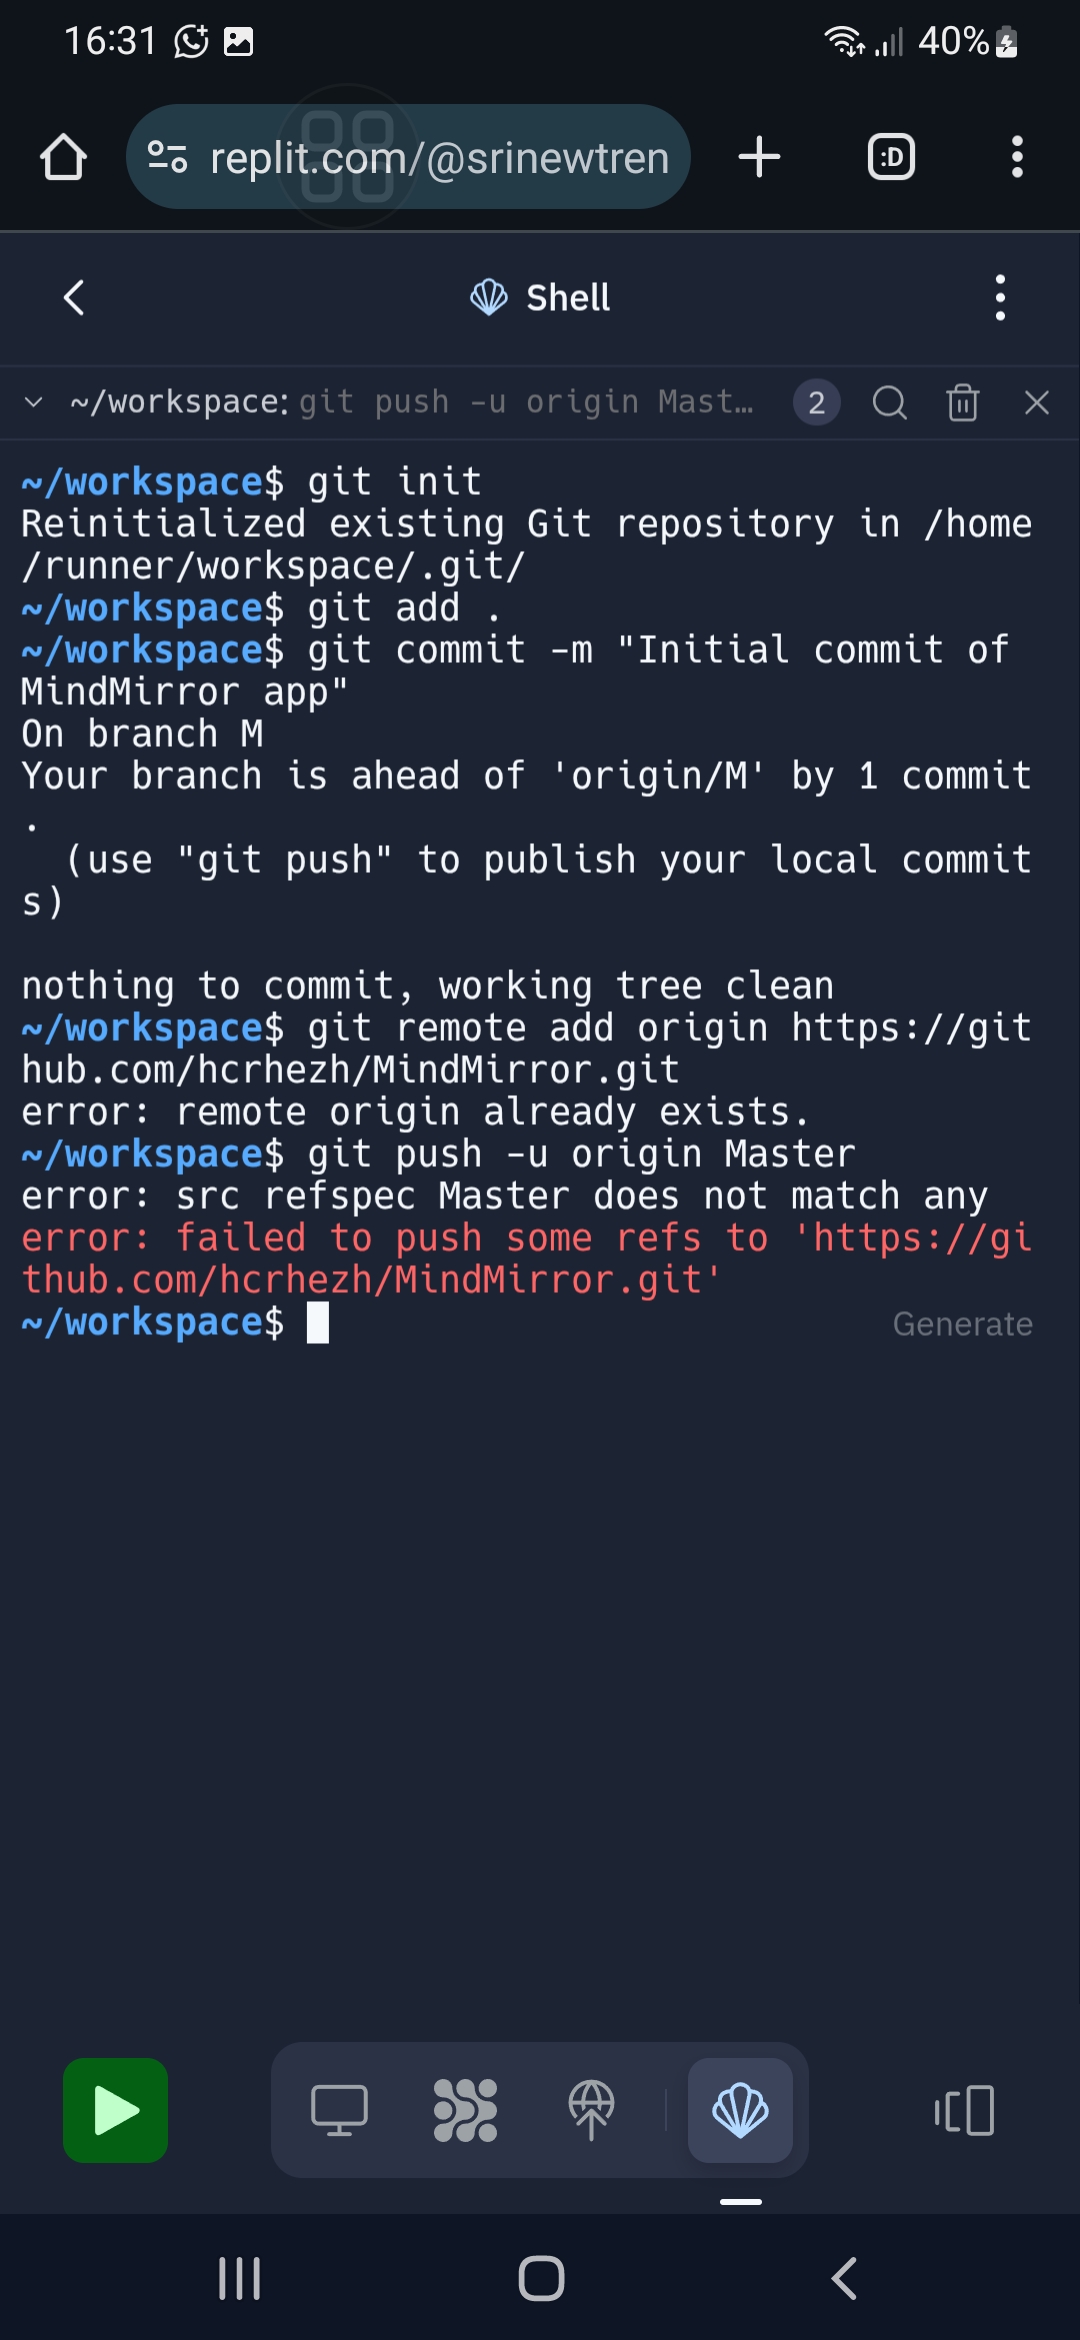 16:31
40%
replit.com/@srinewtren
:D
Shell
~/workspace: git push -u origin Mast...
2
~/workspace$ git init
Reinitialized existing Git repository in /home
/runner/workspace/.git/
~/workspace$ git add .
~/workspace$ git commit -m "Initial commit of
MindMirror app"
On branch M
Your branch is ahead of 'origin/M' by 1 commit
.
(use "git push" to publish your local commit
s)
nothing to commit, working tree clean
~/workspace$ git remote add origin https://git
hub.com/hcrhezh/MindMirror.git
error: remote origin already exists.
~/workspace$ git push -u origin Master
error: src refspec Master does not match any
error: failed to push some refs to 'https://gi
thub.com/hcrhezh/MindMirror.git'
~/workspace$
Generate